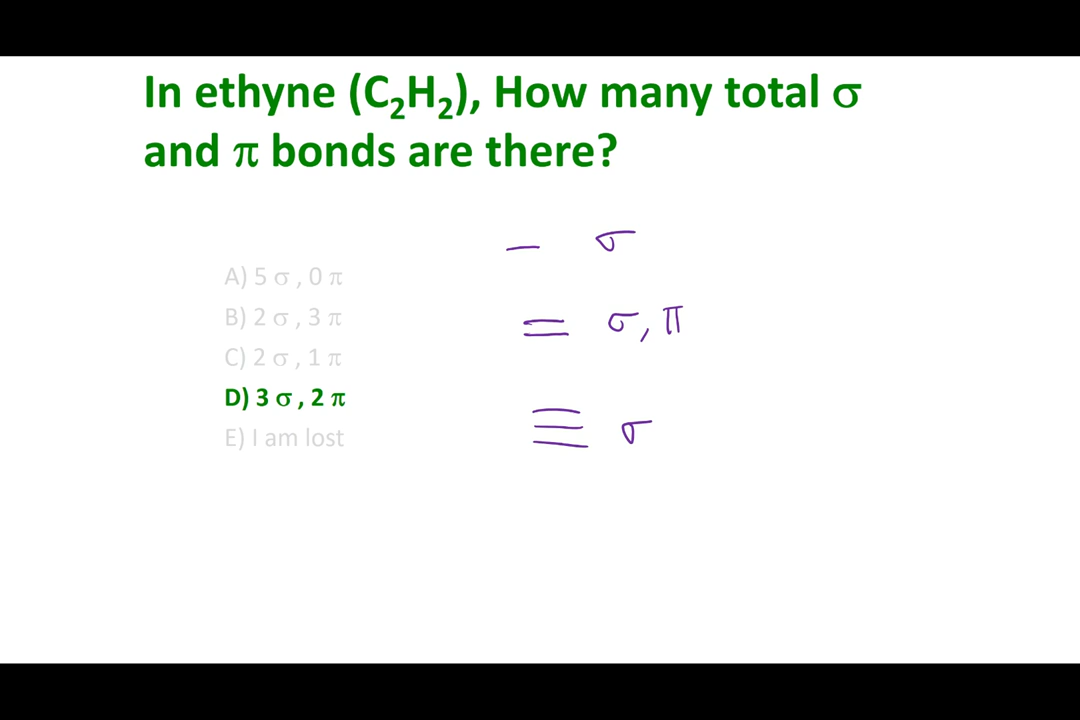 In ethyne (C₂H₂), How many total σ
and π bonds are there?
A) 5 σ , 0 π
B) 2 σ , 3 π
C) 2 σ , 1 π
D) 3 σ , 2 π
E) I am lost
— σ
= σ, π
≡ σ